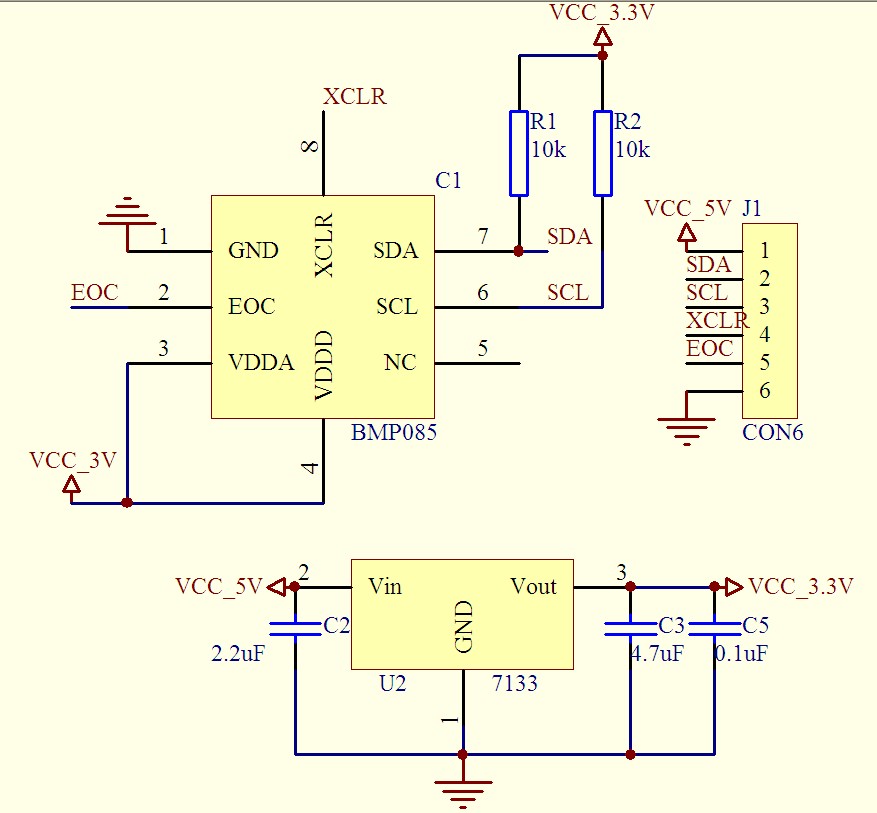 VCC_3.3V
XCLR
8
R1
10k
R2
10k
C1
VCC_5V
J1
1
GND
XCLR
SDA
7
SDA
1
SDA
2
EOC
2
EOC
SCL
6
SCL
SCL
3
XCLR
4
3
VDDA
VDDD
NC
5
EOC
5
6
BMP085
CON6
VCC_3V
4
VCC_5V
2
Vin
Vout
3
VCC_3.3V
GND
C2
2.2uF
C3
4.7uF
C5
0.1uF
U2
7133
1